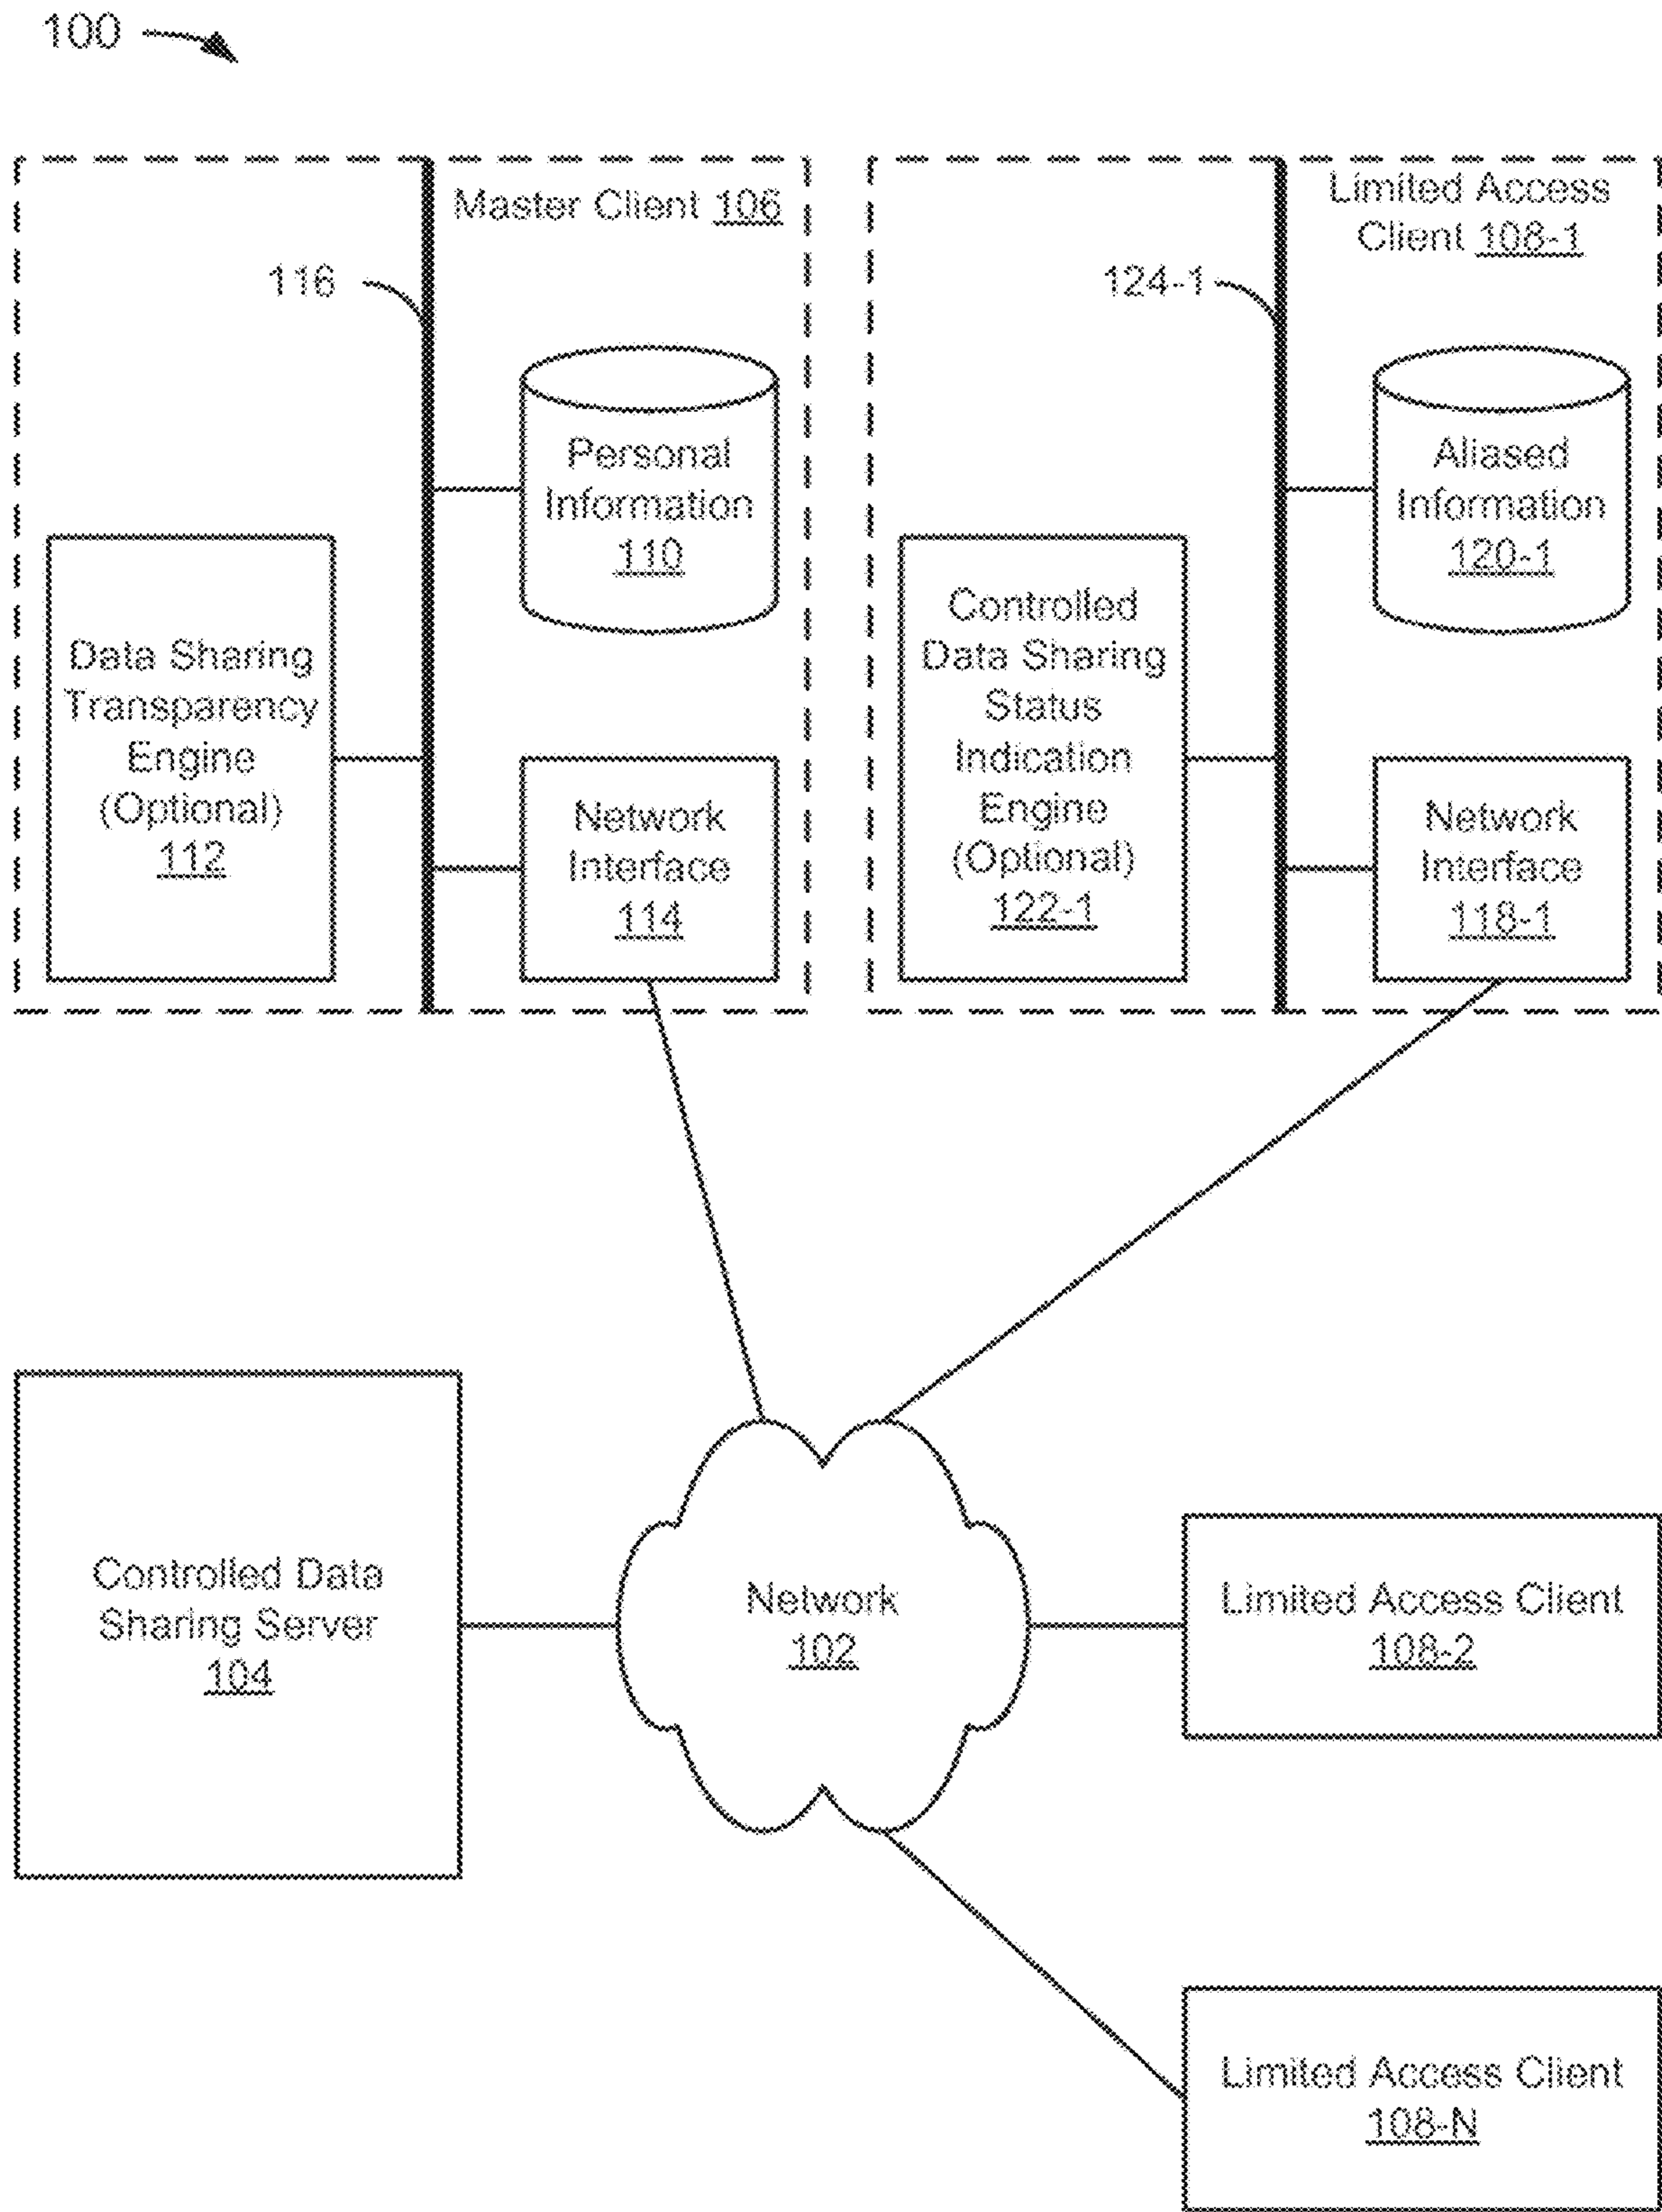 100
Master Client 106
116
Personal
Information
110
Data Sharing
Transparency
Engine
(Optional)
112
Network
Interface
114
Limited Access
Client 108-1
124-1
Aliased
Information
120-1
Controlled
Data Sharing
Status
Indication
Engine
(Optional)
122-1
Network
Interface
118-1
Controlled Data
Sharing Server
104
Network
102
Limited Access Client
108-2
Limited Access Client
108-N